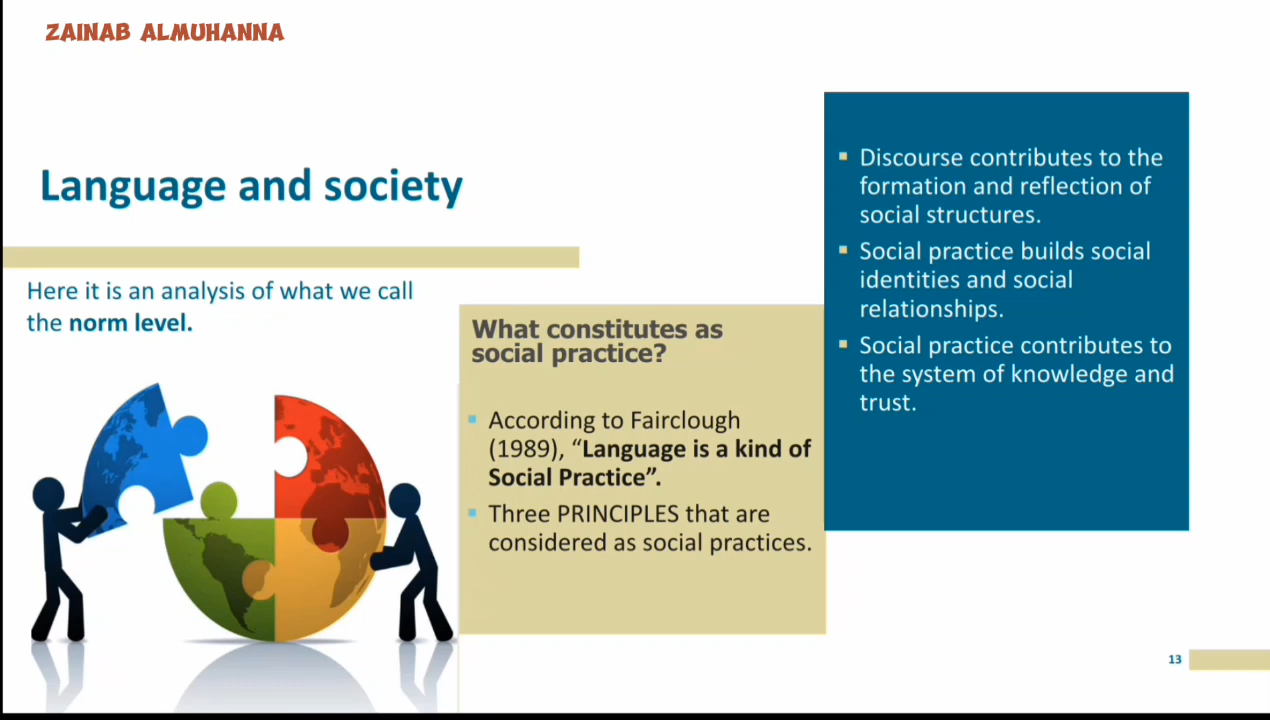 ZAINAB ALMUHANNA
Language and society
Here it is an analysis of what we call
the norm level.
What constitutes as
social practice?
▪ According to Fairclough
(1989), “Language is a kind of
Social Practice”.
▪ Three PRINCIPLES that are
considered as social practices.
▪ Discourse contributes to the
formation and reflection of
social structures.
▪ Social practice builds social
identities and social
relationships.
▪ Social practice contributes to
the system of knowledge and
trust.
13